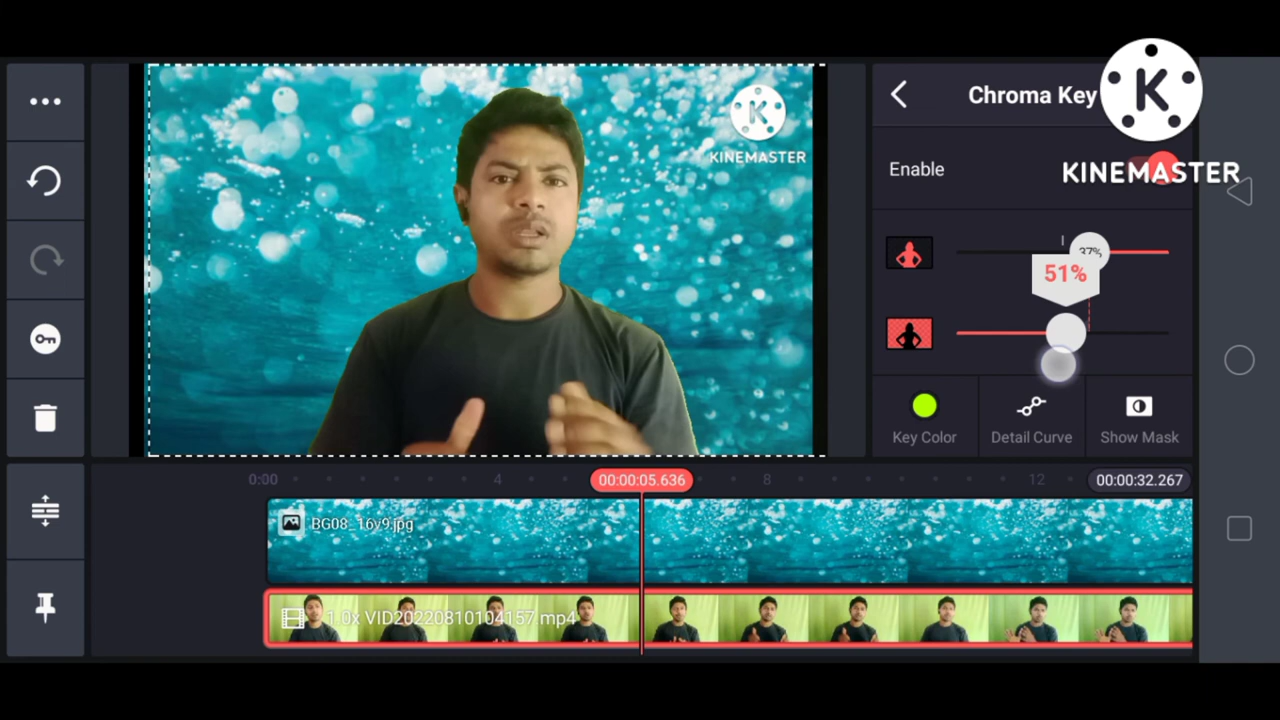 K
KINEMASTER
Chroma Key
K
KINEMASTER
Enable
37%
51%
Key Color
Detail Curve
Show Mask
0:00
4
00:00:05.636
8
12
00:00:32.267
BG08_16v9.jpg
1.0x VID20220810104157.mp4